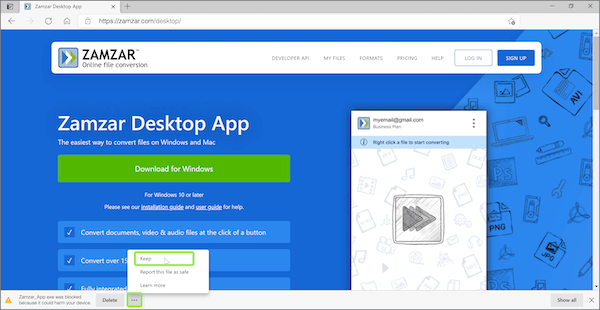 Zamzar Desktop App
https://zamzar.com/desktop/
ZAMZAR™
Online file conversion
DEVELOPER API MY FILES FORMATS PRICING HELP LOG IN SIGN UP
Zamzar Desktop App
The easiest way to convert files on Windows and Mac
Download for Windows
For Windows 10 or later
Please see our installation guide and user guide for help.
Convert documents, video & audio files at the click of a button
Convert over 15
Fully integrated
myemail@gmail.com
Business Plan
Right click a file to start converting
AVI
PNG
JPG
Keep
Report this file as safe
Learn more
Zamzar_App.exe was blocked
because it could harm your device.
Delete
Show all